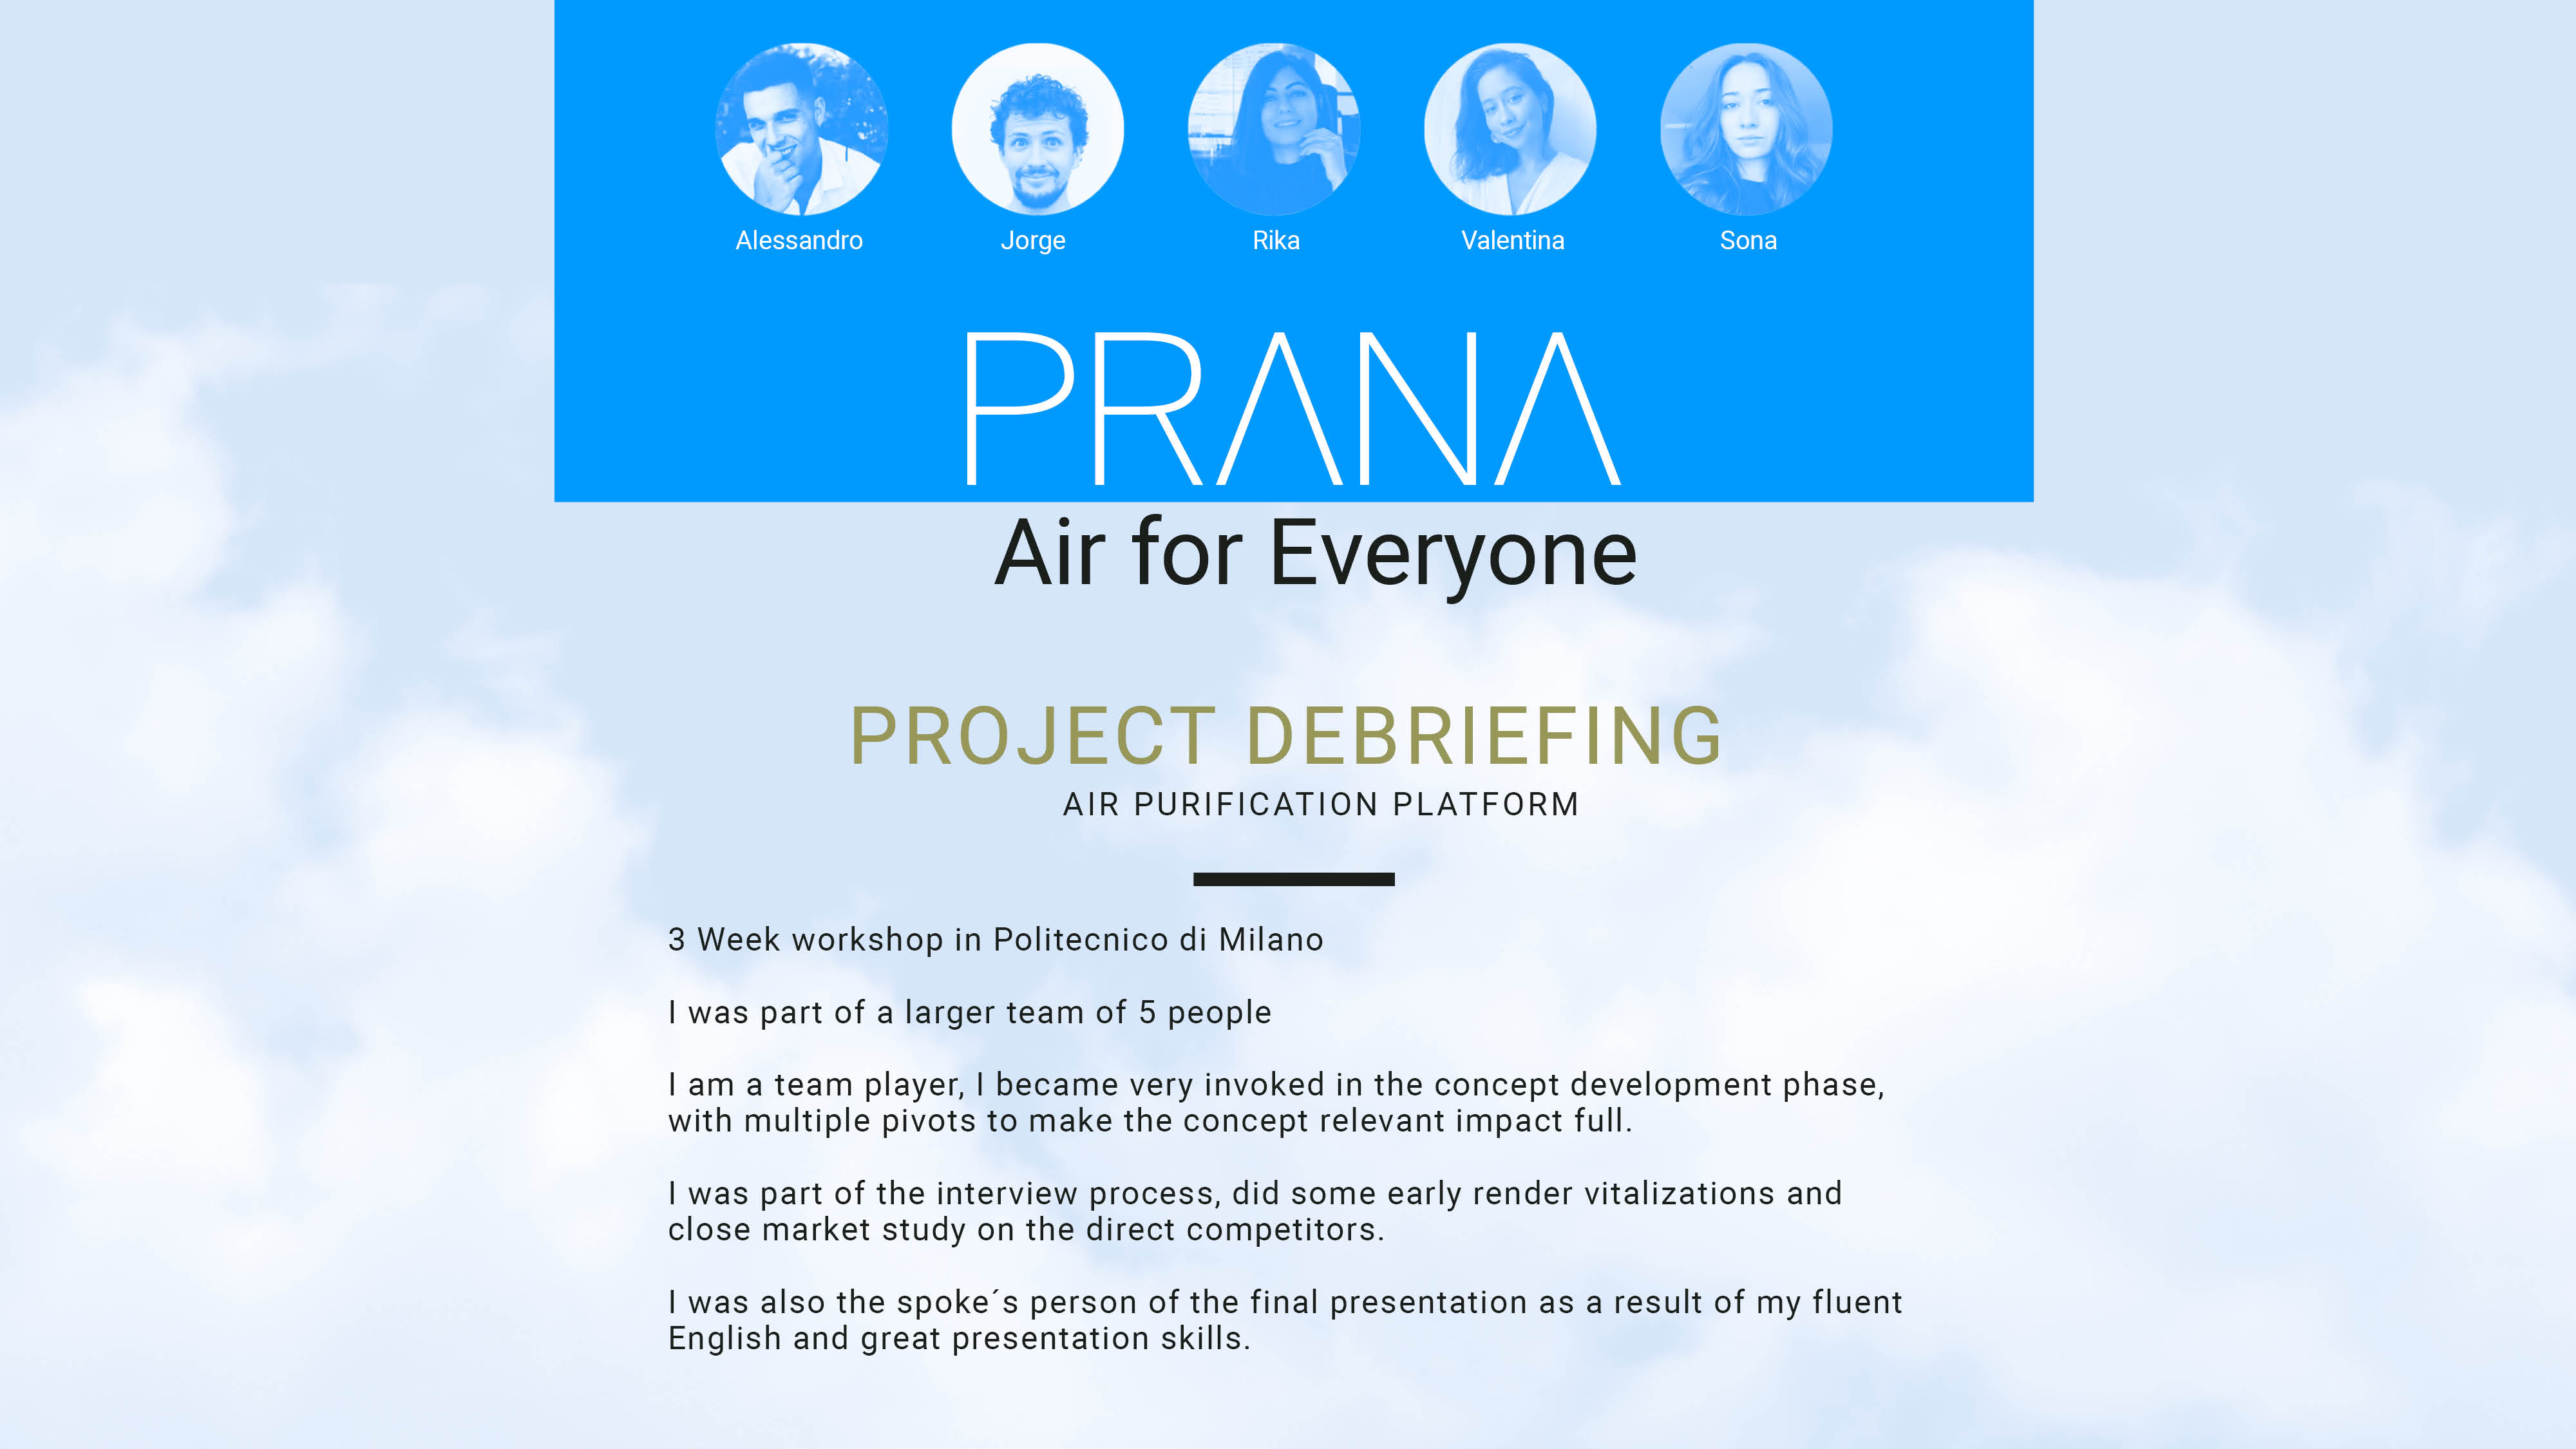 Alessandro Jorge Rika Valentina Sona
PRANA
Air for Everyone
PROJECT DEBRIEFING
AIR PURIFICATION PLATFORM
3 Week workshop in Politecnico di Milano
I was part of a larger team of 5 people
I am a team player, I became very invoked in the concept development phase,
with multiple pivots to make the concept relevant impact full.
I was part of the interview process, did some early render vitalizations and
close market study on the direct competitors.
I was also the spoke´s person of the final presentation as a result of my fluent
English and great presentation skills.